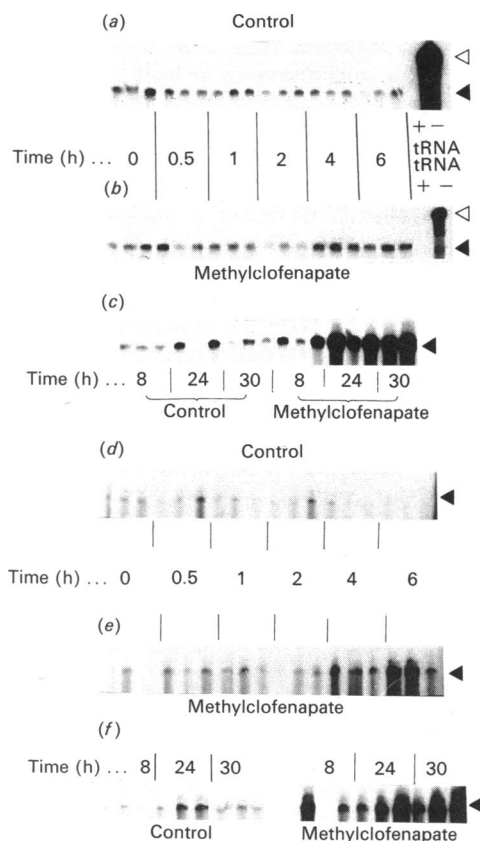 (a) Control
+ −
tRNA
Time (h) ... 0 0.5 1 2 4 6
tRNA
+ −
(b)
Methylclofenapate
(c)
Time (h) ... 8 24 30 8 24 30
Control Methylclofenapate
(d) Control
Time (h) ... 0 0.5 1 2 4 6
(e)
Methylclofenapate
(f)
Time (h) ... 8 24 30 8 24 30
Control Methylclofenapate